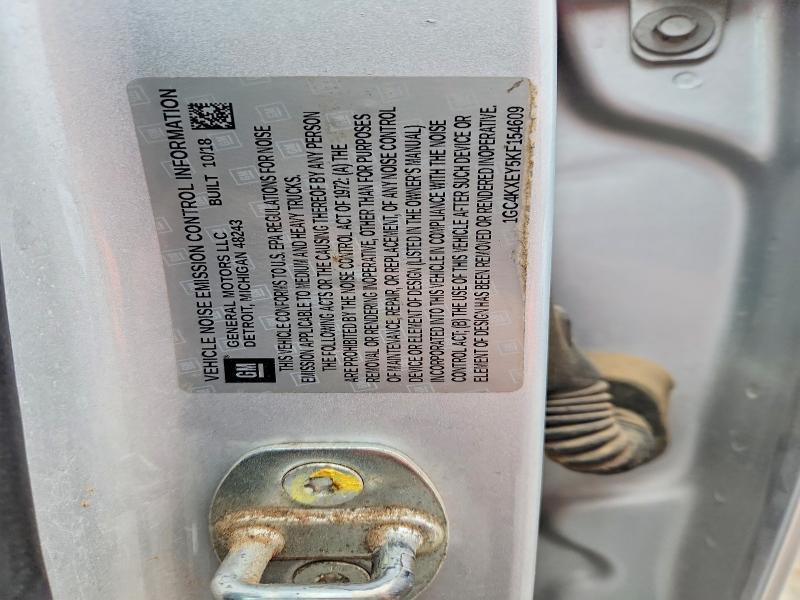 VEHICLE NOISE EMISSION CONTROL INFORMATION
GM
GENERAL MOTORS LLC BUILT 10/18
DETROIT, MICHIGAN 48243
THIS VEHICLE CONFORMS TO U.S. EPA REGULATIONS FOR NOISE
EMISSION APPLICABLE TO MEDIUM AND HEAVY TRUCKS.
THE FOLLOWING ACTS OR THE CAUSING THEREOF BY ANY PERSON
ARE PROHIBITED BY THE NOISE CONTROL ACT OF 1972: (A) THE
REMOVAL OR RENDERING INOPERATIVE, OTHER THAN FOR PURPOSES
OF MAINTENANCE, REPAIR, OR REPLACEMENT, OF ANY NOISE CONTROL
DEVICE OR ELEMENT OF DESIGN (LISTED IN THE OWNER'S MANUAL)
INCORPORATED INTO THIS VEHICLE IN COMPLIANCE WITH THE NOISE
CONTROL ACT; (B) THE USE OF THIS VEHICLE AFTER SUCH DEVICE OR
ELEMENT OF DESIGN HAS BEEN REMOVED OR RENDERED INOPERATIVE.
1GC4KXEY5KF154609